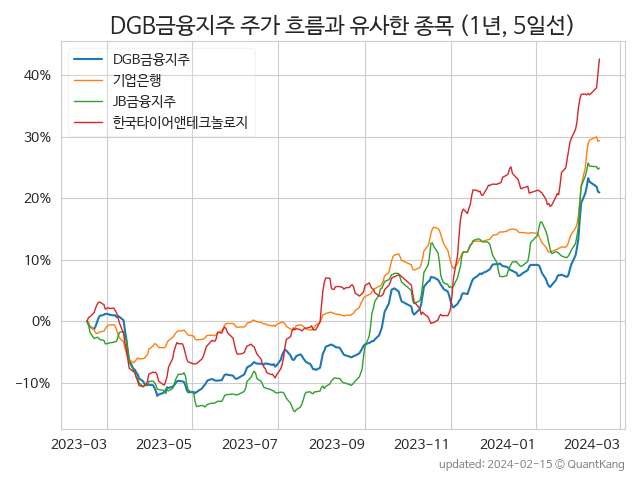 DGB금융지주 주가 흐름과 유사한 종목 (1년, 5일선)
DGB금융지주
기업은행
JB금융지주
한국타이어앤테크놀로지
40%
30%
20%
10%
0%
−10%
2023-03 2023-05 2023-07 2023-09 2023-11 2024-01 2024-03
updated: 2024-02-15 © QuantKang